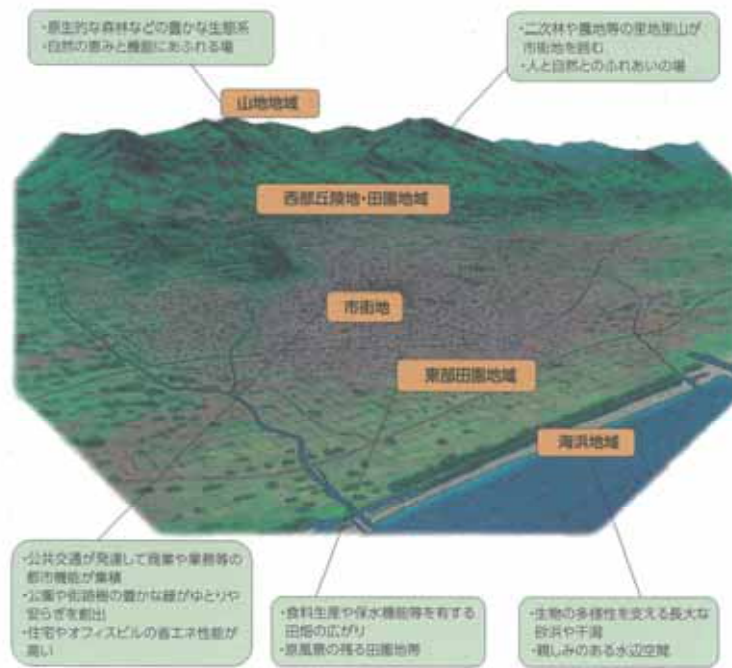 ・原生的な森林などの豊かな生態系
・自然の恵みと機能にあふれる場
・二次林や農地等の里地里山が
市街地を囲む
・人と自然とのふれあいの場
山地地域
西部丘陵地・田園地域
市街地
東部田園地域
海浜地域
・公共交通が発達して商業や業務等の
都市機能が集積
・公園や街路樹の豊かな緑がゆとりや
安らぎを創出
・住宅やオフィスビルの省エネ性能が
高い
・食料生産や保水機能等を有する
田畑の広がり
・原風景の残る田園地帯
・生物の多様性を支える長大な
砂浜や干潟
・親しみのある水辺空間